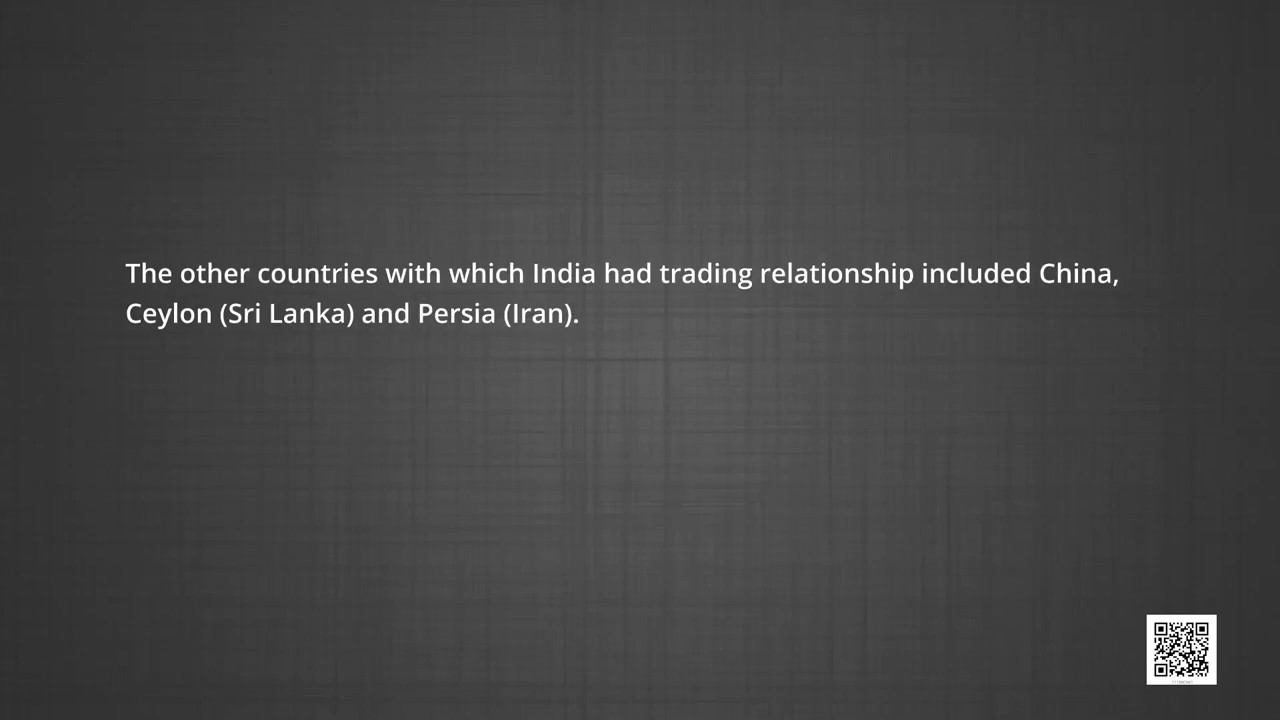 The other countries with which India had trading relationship included China,
Ceylon (Sri Lanka) and Persia (Iran).